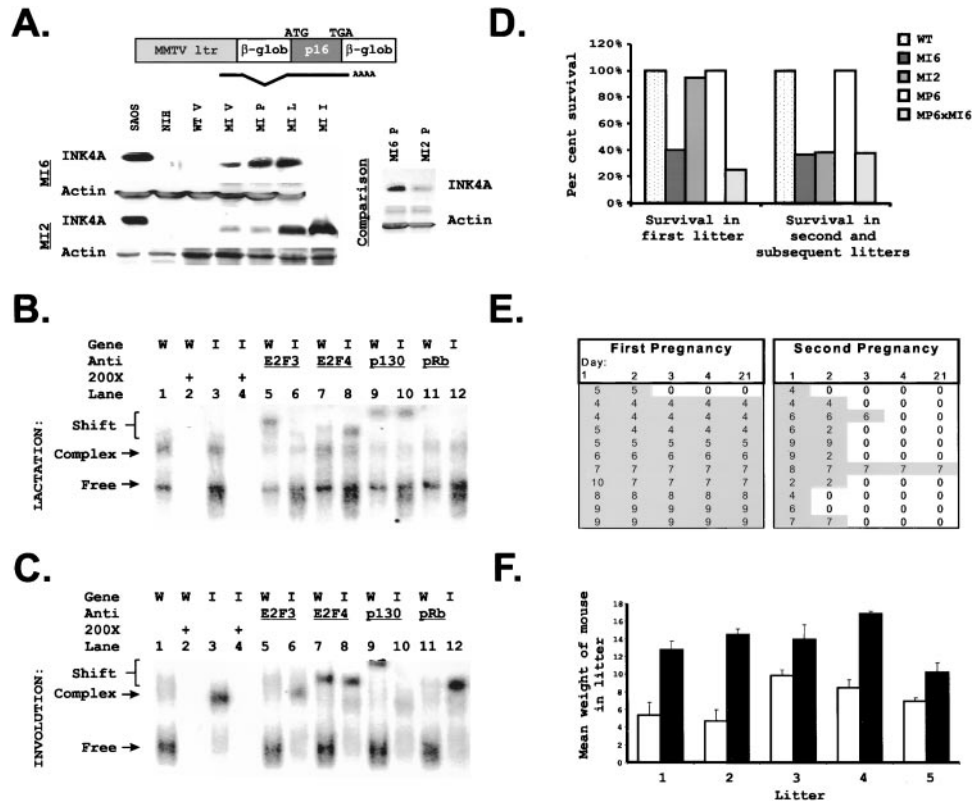 A.
ATG TGA
MMTV ltr β-glob p16 β-glob
AAAA
SAOS NIH WT V MI V MI P MI L MI I
MI6
INK4A
Actin
MI2
INK4A
Actin
Comparison
MI6 P MI2 P
INK4A
Actin
B.
LACTATION:
Gene W W I I W I W I W I W I
Anti E2F3 E2F4 p130 pRb
200X + +
Lane 1 2 3 4 5 6 7 8 9 10 11 12
Shift
Complex
Free
C.
INVOLUTION:
Gene W W I I W I W I W I W I
Anti E2F3 E2F4 p130 pRb
200X + +
Lane 1 2 3 4 5 6 7 8 9 10 11 12
Shift
Complex
Free
D.
Per cent survival
120%
100%
80%
60%
40%
20%
0%
Survival in
first litter
Survival in
second and
subsequent litters
WT
MI6
MI2
MP6
MP6xMI6
E.
First Pregnancy Second Pregnancy
Day:
1 2 3 4 21 1 2 3 4 21
5 5 0 0 0 4 0 0 0 0
4 4 4 4 4 4 4 0 0 0
4 4 4 4 4 6 6 6 0 0
5 4 4 4 4 6 2 0 0 0
5 5 5 5 5 9 9 0 0 0
6 6 6 6 6 9 2 0 0 0
7 7 7 7 7 8 7 7 7 7
10 7 7 7 7 2 2 0 0 0
8 8 8 8 8 4 0 0 0 0
9 9 9 9 9 6 0 0 0 0
9 9 9 9 9 7 7 0 0 0
F.
Mean weight of mouse
in litter
18
16
14
12
10
8
6
4
2
0
1 2 3 4 5
Litter